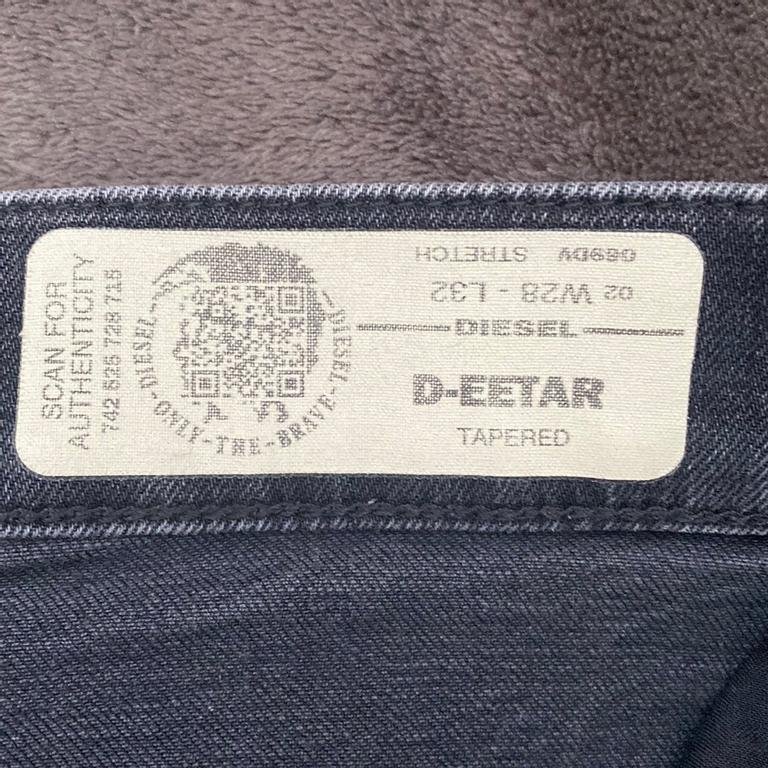 SCAN FOR
AUTHENTICITY
742 525 728 715
DIESEL-ONLY-THE-BRAVE-DIESEL
069DV STRETCH
02 W28 - L32
DIESEL
D-EETAR
TAPERED